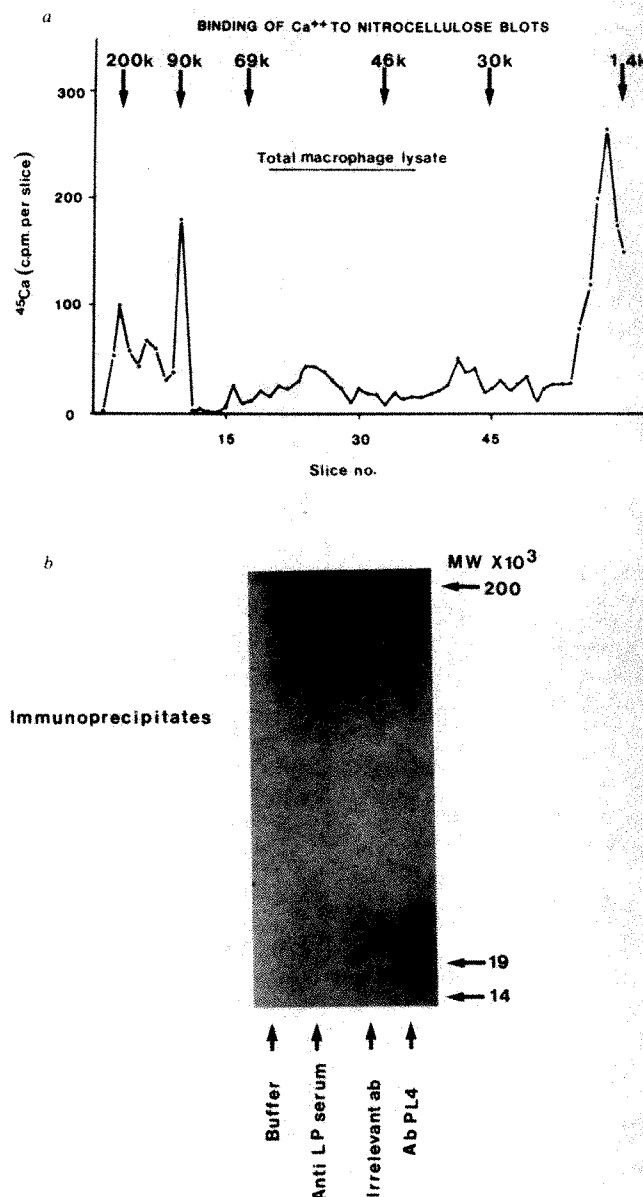 a
BINDING OF Ca++ TO NITROCELLULOSE BLOTS
200k 90k 69k 46k 30k 1.4k
300
200
100
0
45Ca (c.p.m. per slice)
Total macrophage lysate
15 30 45
Slice no.
b
MW X10³
200
Immunoprecipitates
19
14
Buffer
Anti LP serum
Irrelevant ab
Ab PL4